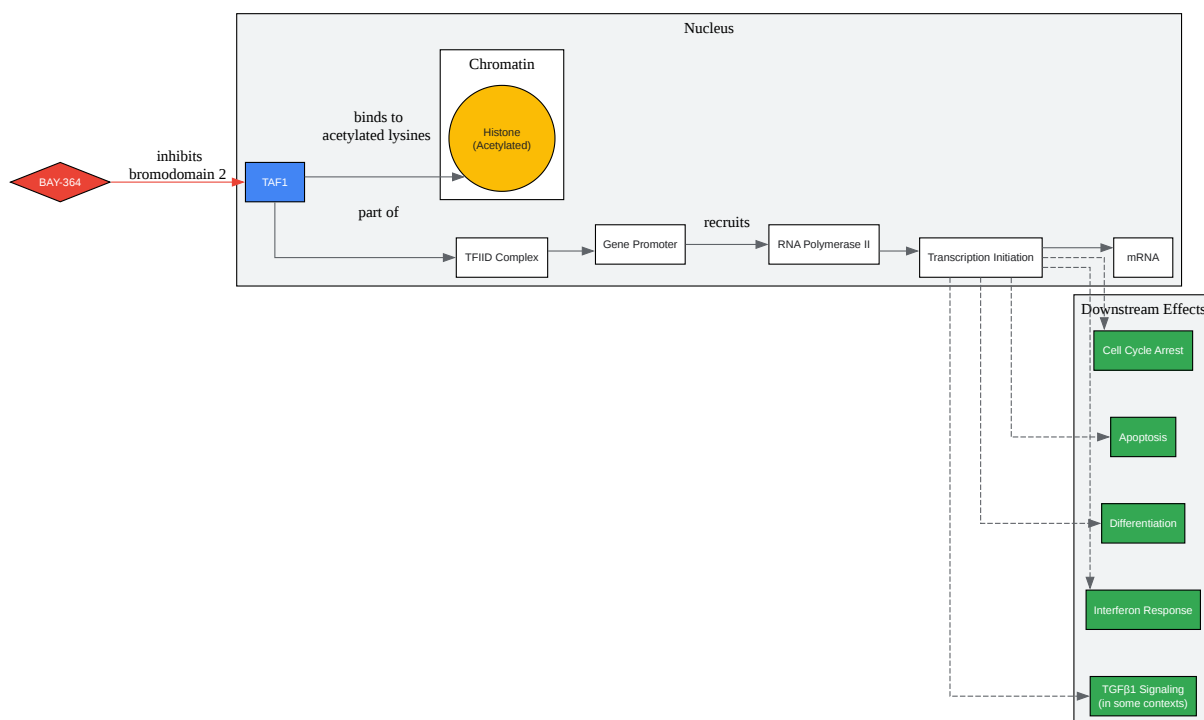 Nucleus
Chromatin
binds to
acetylated lysines
Histone
(Acetylated)
inhibits
bromodomain 2
BAY-364
TAF1
part of
recruits
TFIID Complex
Gene Promoter
RNA Polymerase II
Transcription Initiation
mRNA
Downstream Effects
Cell Cycle Arrest
Apoptosis
Differentiation
Interferon Response
TGFβ1 Signaling
(in some contexts)